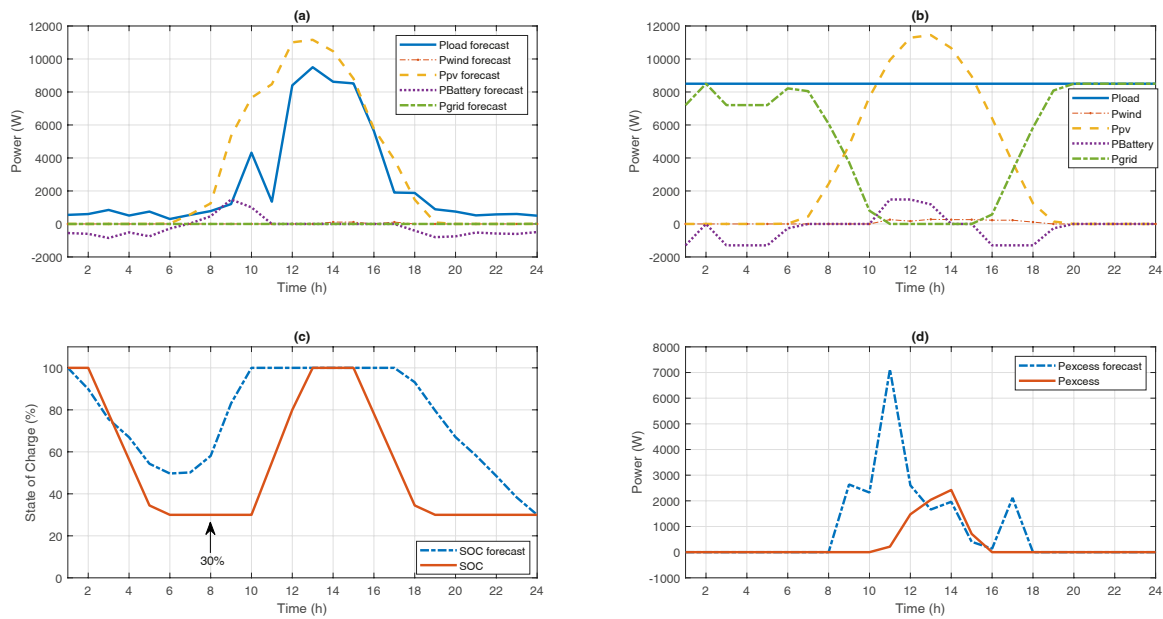 (a)
12000
10000
8000
6000
4000
2000
0
-2000
Power (W)
2 4 6 8 10 12 14 16 18 20 22 24
Time (h)
Pload forecast
Pwind forecast
Ppv forecast
PBattery forecast
Pgrid forecast
(b)
12000
10000
8000
6000
4000
2000
0
-2000
Power (W)
2 4 6 8 10 12 14 16 18 20 22 24
Time (h)
Pload
Pwind
Ppv
PBattery
Pgrid
(c)
100
80
60
40
20
0
State of Charge (%)
30%
2 4 6 8 10 12 14 16 18 20 22 24
Time (h)
SOC forecast
SOC
(d)
8000
7000
6000
5000
4000
3000
2000
1000
0
-1000
Power (W)
2 4 6 8 10 12 14 16 18 20 22 24
Time (h)
Pexcess forecast
Pexcess